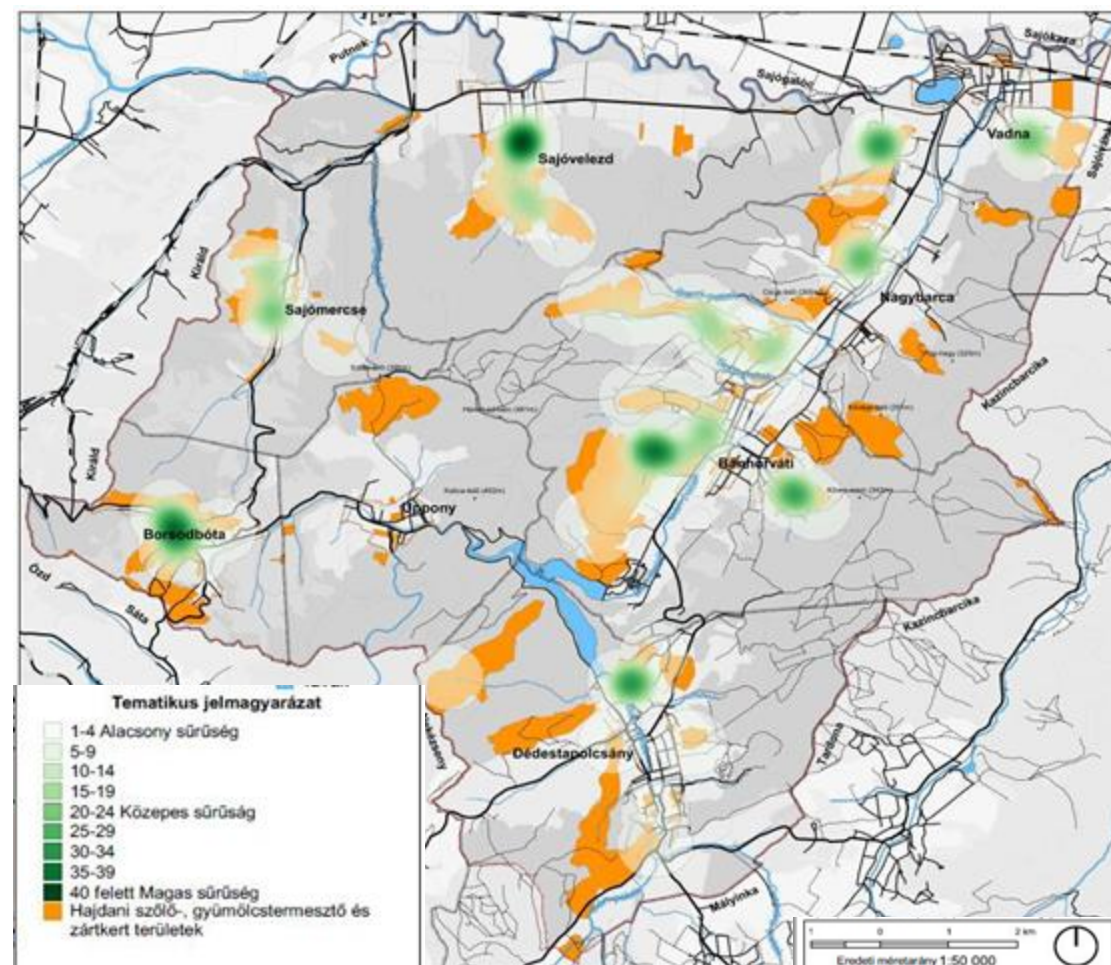 Sajókaza
Putnok
Sajó
Sajópálfon
Vadna
Sajóvelezd
Királd
Nagybarca
Sajómercse
Kazincbarcika
Királd
Bánhorváti
Uppony
Borsodbóta
Ózd
Sáta
Kazincbarcika
Tematikus jelmagyarázat
1-4 Alacsony sűrűség
5-9
10-14
15-19
20-24 Közepes sűrűság
25-29
30-34
35-39
40 felett Magas sűrűség
Hajdani szőlő-, gyümölcstermesztő és
zártkert területek
Dédestapolcsány
Tardona
Mályinka
1 0 1 2 km
Eredeti méretarány 1:50 000